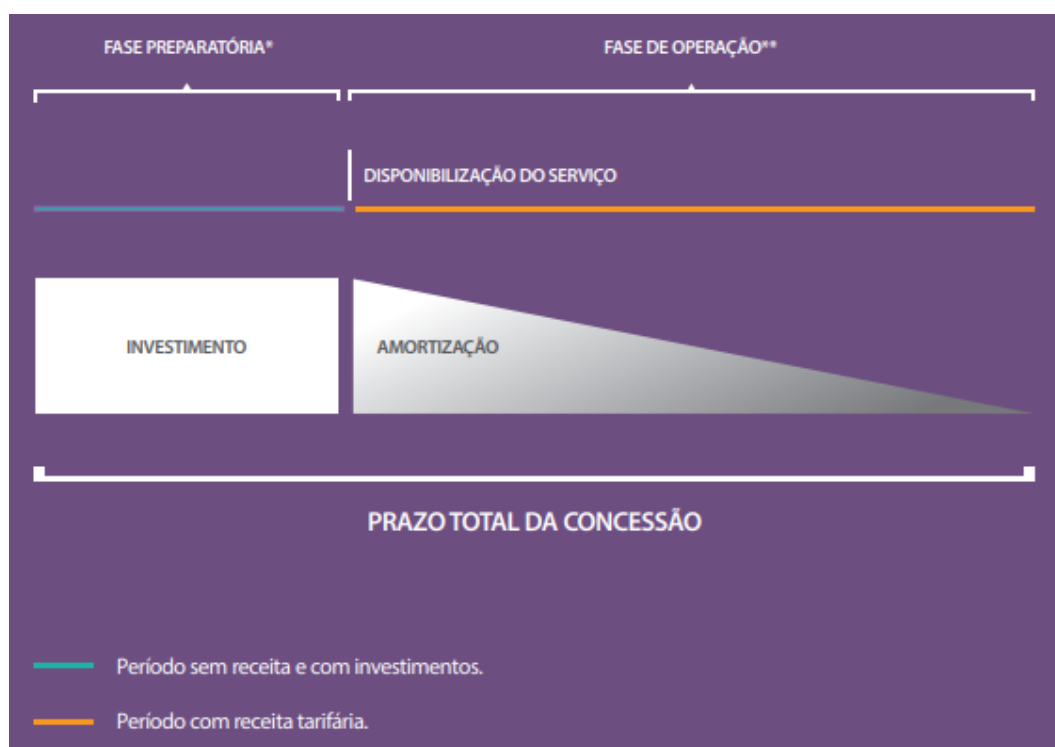 FASE PREPARATÓRIA*
FASE DE OPERAÇÃO**
DISPONIBILIZAÇÃO DO SERVIÇO
INVESTIMENTO
AMORTIZAÇÃO
PRAZO TOTAL DA CONCESSÃO
Período sem receita e com investimentos.
Período com receita tarifária.